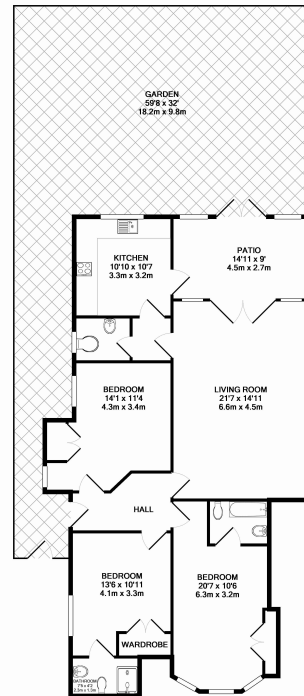 GARDEN
59'8 x 32'
18.2m x 9.8m
KITCHEN
10'10 x 10'7
3.3m x 3.2m
PATIO
14'11 x 9'
4.5m x 2.7m
BEDROOM
14'1 x 11'4
4.3m x 3.4m
LIVING ROOM
21'7 x 14'11
6.6m x 4.5m
HALL
BEDROOM
13'6 x 10'11
4.1m x 3.3m
BEDROOM
20'7 x 10'6
6.3m x 3.2m
WARDROBE
BATHROOM